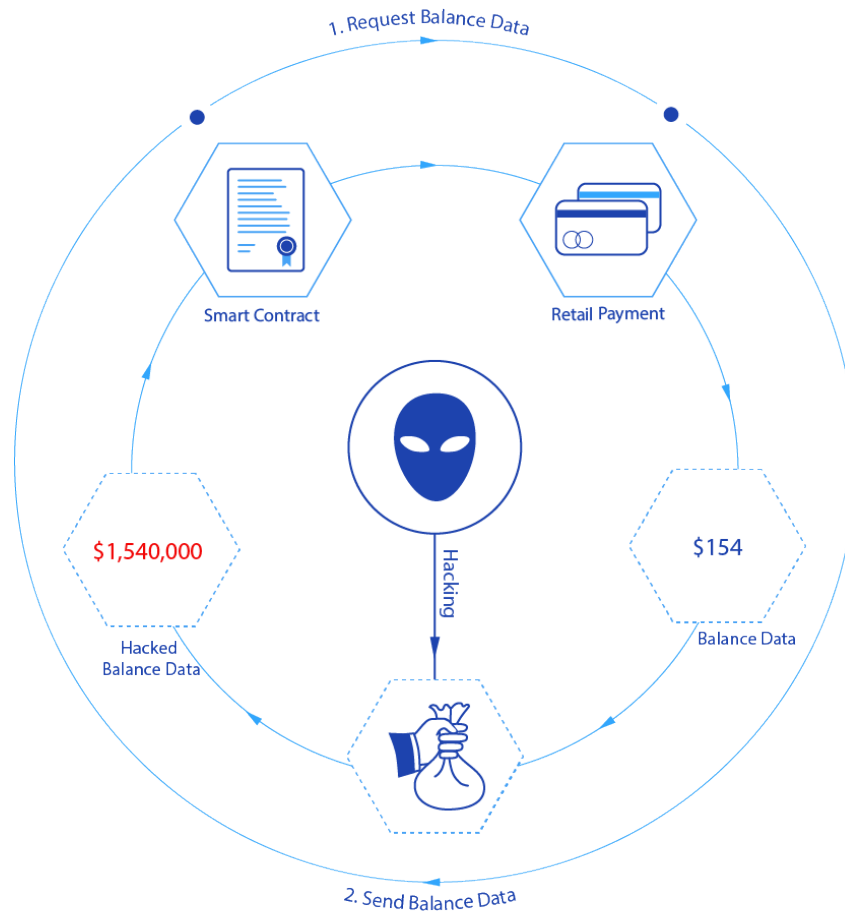 1. Request Balance Data
Smart Contract
Retail Payment
Hacking
$1,540,000
$154
Hacked
Balance Data
Balance Data
2. Send Balance Data